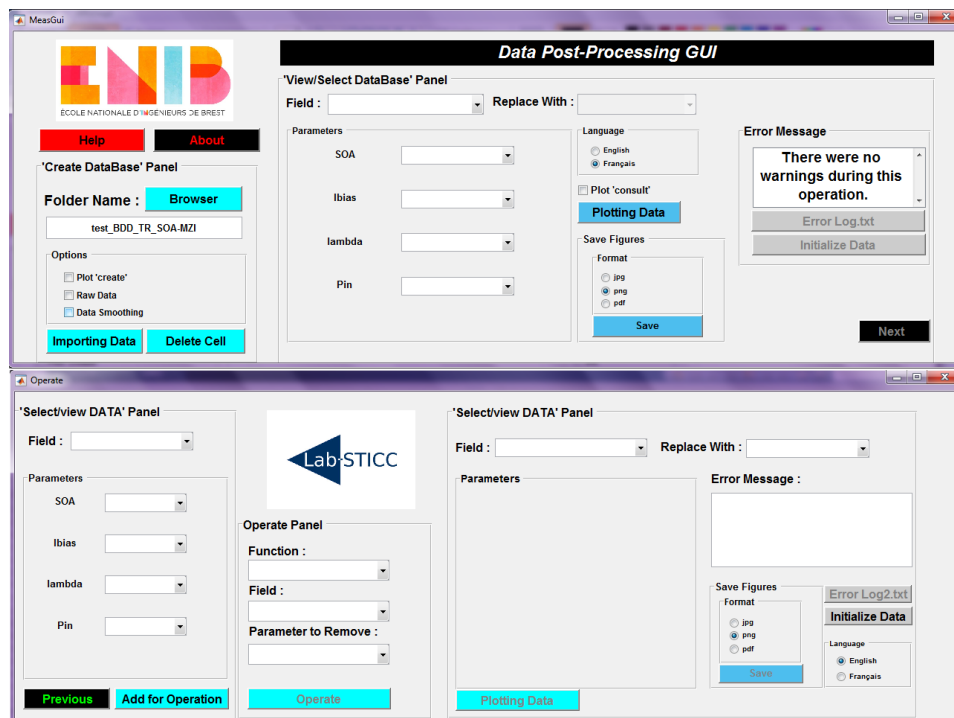 MeasGui
ENIB
ÉCOLE NATIONALE D'INGÉNIEURS DE BREST
Help
About
'Create DataBase' Panel
Folder Name :
Browser
test_BDD_TR_SOA-MZI
Options
Plot 'create'
Raw Data
Data Smoothing
Importing Data
Delete Cell
Data Post-Processing GUI
'View/Select DataBase' Panel
Field :
Replace With :
Parameters
SOA
Ibias
lambda
Pin
Language
English
Français
Plot 'consult'
Plotting Data
Save Figures
Format
jpg
png
pdf
Save
Error Message
There were no
warnings during this
operation.
Error Log.txt
Initialize Data
Next
Operate
'Select/view DATA' Panel
Field :
Parameters
SOA
Ibias
lambda
Pin
Previous
Add for Operation
Lab-STICC
Operate Panel
Function :
Field :
Parameter to Remove :
Operate
'Select/view DATA' Panel
Field :
Replace With :
Parameters
Plotting Data
Error Message :
Save Figures
Format
jpg
png
pdf
Save
Error Log2.txt
Initialize Data
Language
English
Français